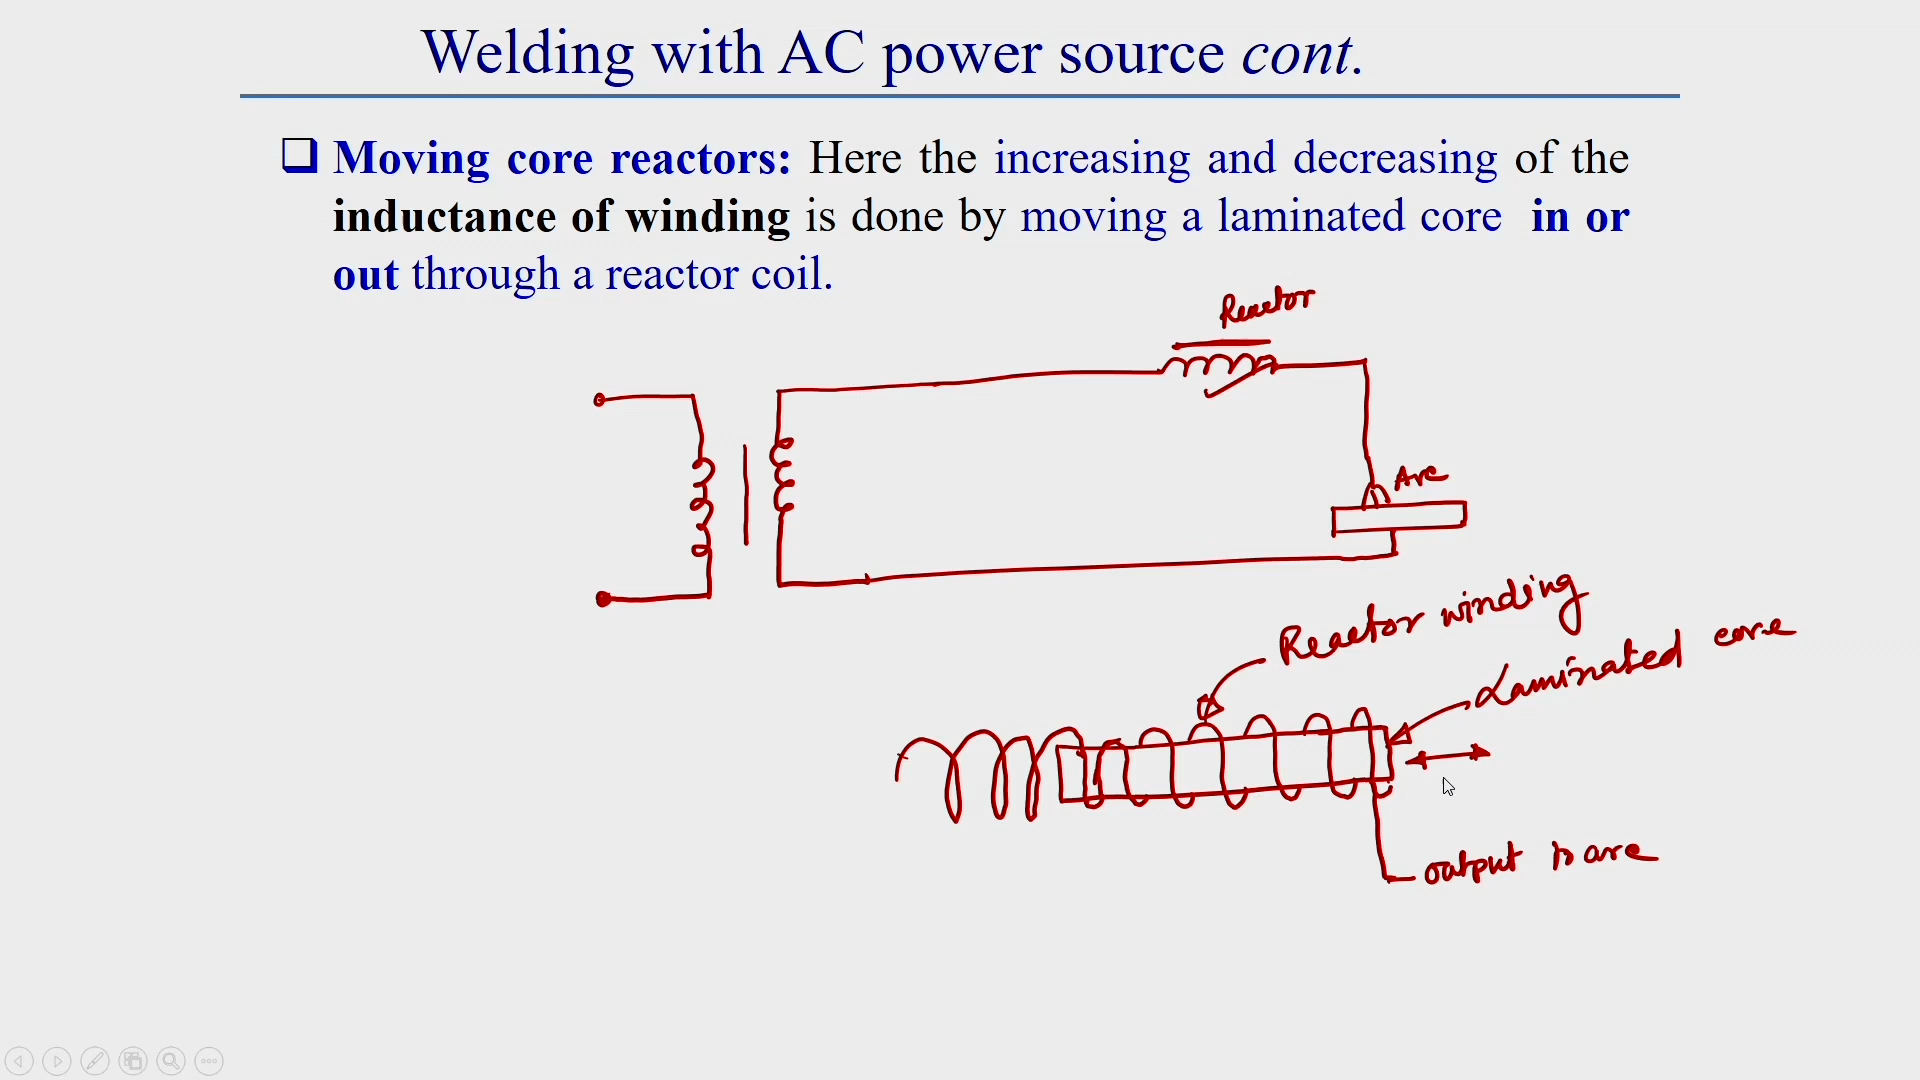 Welding with AC power source cont.
❑ Moving core reactors: Here the increasing and decreasing of the
inductance of winding is done by moving a laminated core in or
out through a reactor coil.
Reactor
Arc
Reactor winding
Laminated core
output to arc